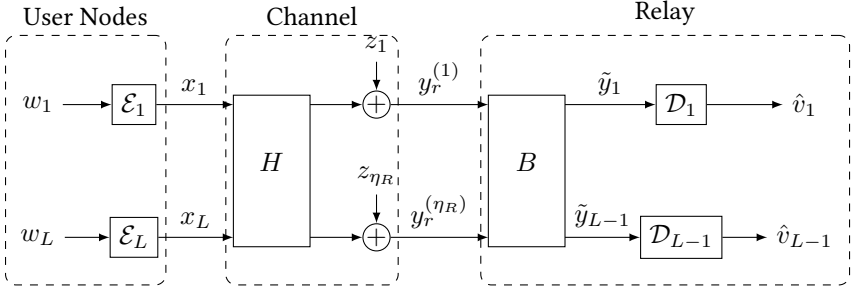 User Nodes Channel Relay
z_1
w_1 ℰ_1 x_1 + y_r^{(1)} ỹ_1 𝒟_1 v̂_1
H B
z_{η_R}
w_L ℰ_L x_L + y_r^{(η_R)} ỹ_{L−1} 𝒟_{L−1} v̂_{L−1}